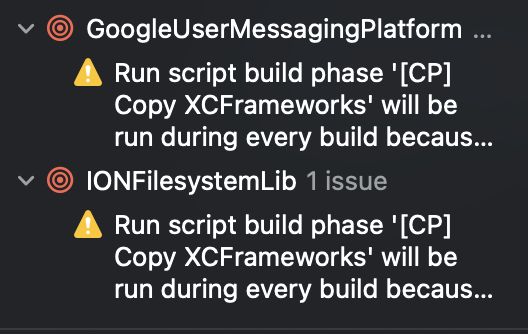 GoogleUserMessagingPlatform ...
Run script build phase '[CP]
Copy XCFrameworks' will be
run during every build becaus...
IONFilesystemLib 1 issue
Run script build phase '[CP]
Copy XCFrameworks' will be
run during every build becaus...